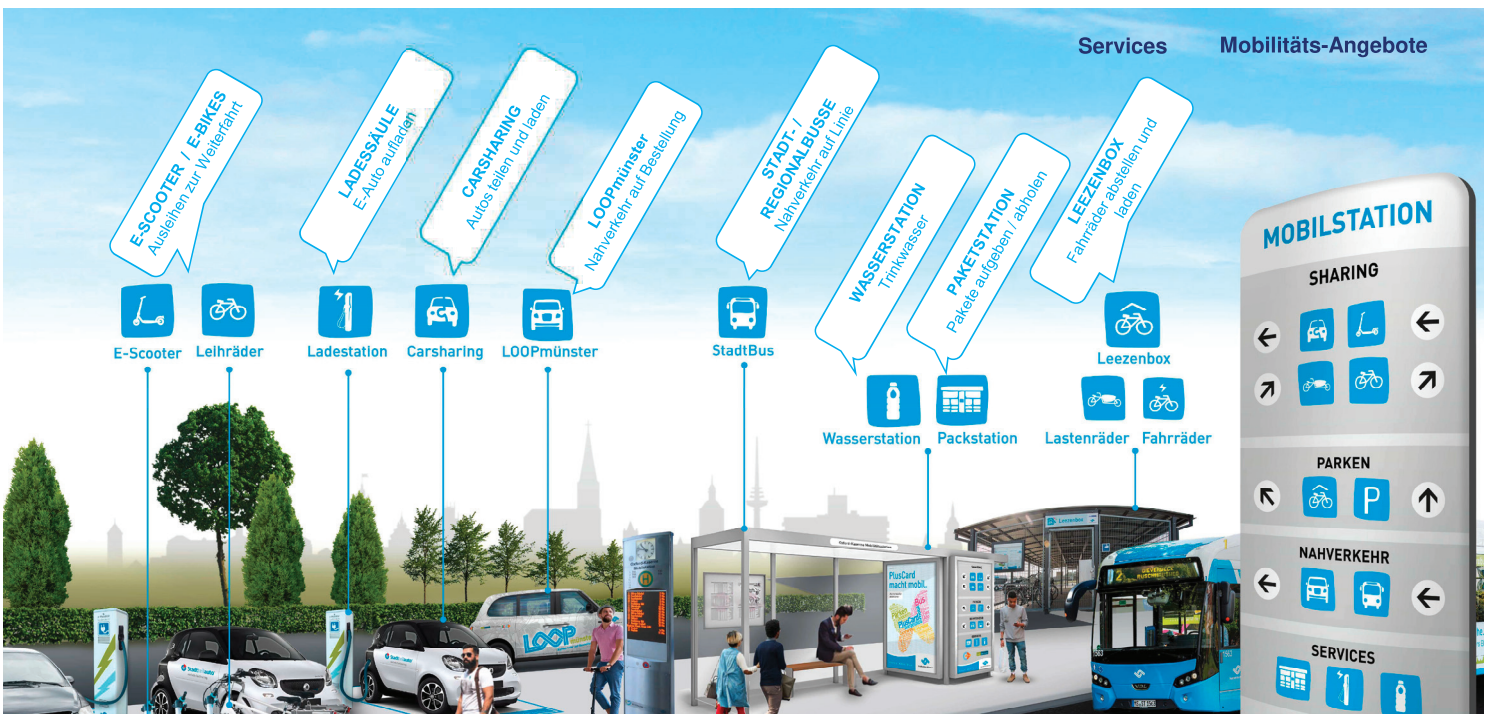 Services
Mobilitäts-Angebote
E-SCOOTER / E-BIKES
Ausleihen zur Weiterfahrt
LADESSÄULE
E-Auto aufladen
CARSHARING
Autos teilen und laden
LOOPmünster
Nahverkehr auf Bestellung
STADT- /
REGIONALBUSSE
Nahverkehr auf Linie
WASSERSTATION
Trinkwasser
PAKETSTATION
Pakete aufgeben / abholen
LEEZENBOX
Fahrräder abstellen und
laden
E-Scooter
Leihräder
Ladestation
Carsharing
LOOPmünster
StadtBus
Leezenbox
Wasserstation
Packstation
Lastenräder
Fahrräder
MOBILSTATION
SHARING
PARKEN
P
NAHVERKEHR
SERVICES
Leezenbox
PlusCard
macht mobil.
LOOP
H
2